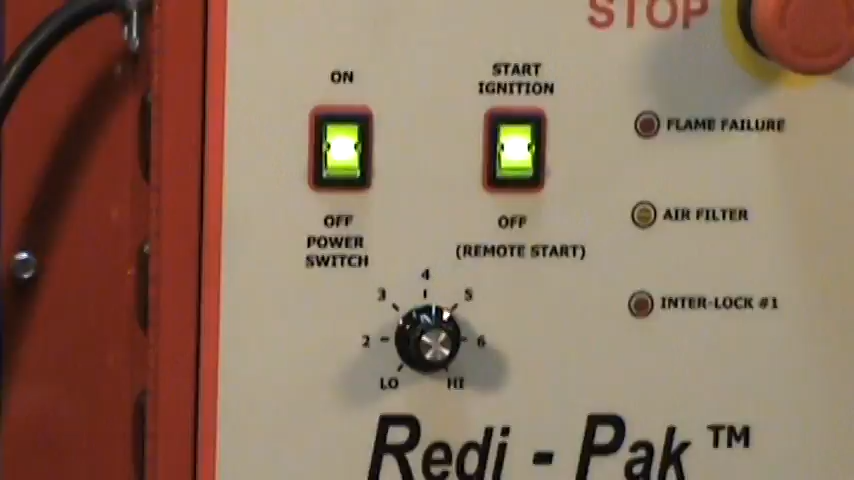 STOP
ON
START
IGNITION
FLAME FAILURE
OFF
POWER
SWITCH
OFF
(REMOTE START)
AIR FILTER
INTER-LOCK #1
LO
2
3
4
5
6
HI
Redi - Pak™